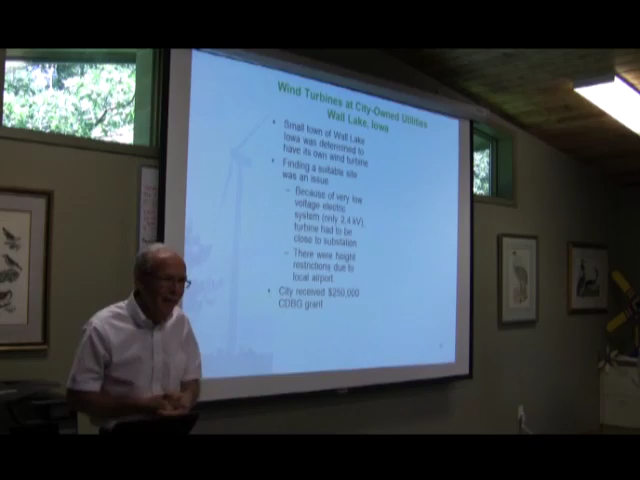 Wind Turbines at City-Owned Utilities
Wall Lake, Iowa
• Small town of Wall Lake
Iowa was determined to
have its own wind turbine
• Finding a suitable site
was an issue
– Because of very low
voltage electric
system (only 2.4 kV)
turbine had to be
close to substation
– There were height
restrictions due to
local airport
• City received $250,000
CDBG grant